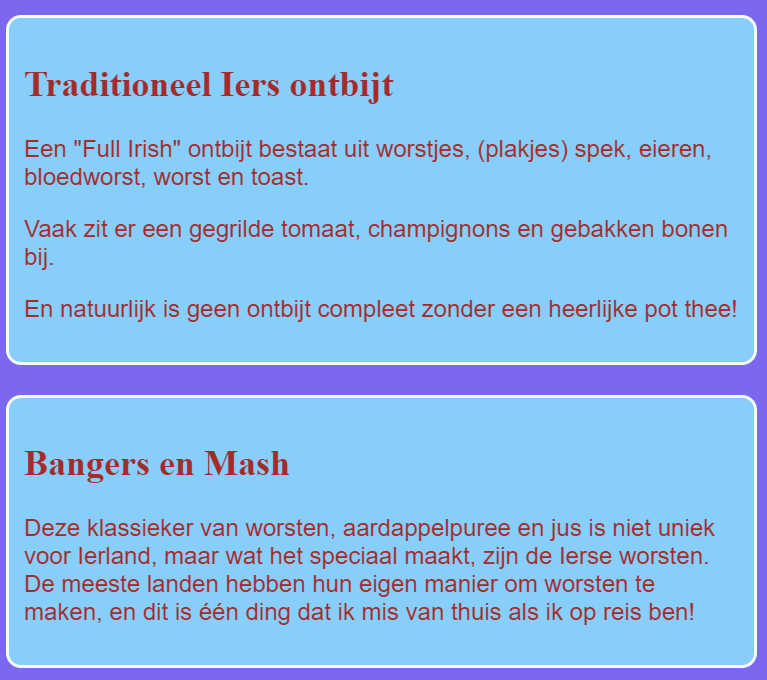 Traditioneel Iers ontbijt
Een "Full Irish" ontbijt bestaat uit worstjes, (plakjes) spek, eieren,
bloedworst, worst en toast.
Vaak zit er een gegrilde tomaat, champignons en gebakken bonen
bij.
En natuurlijk is geen ontbijt compleet zonder een heerlijke pot thee!
Bangers en Mash
Deze klassieker van worsten, aardappelpuree en jus is niet uniek
voor Ierland, maar wat het speciaal maakt, zijn de Ierse worsten.
De meeste landen hebben hun eigen manier om worsten te
maken, en dit is één ding dat ik mis van thuis als ik op reis ben!